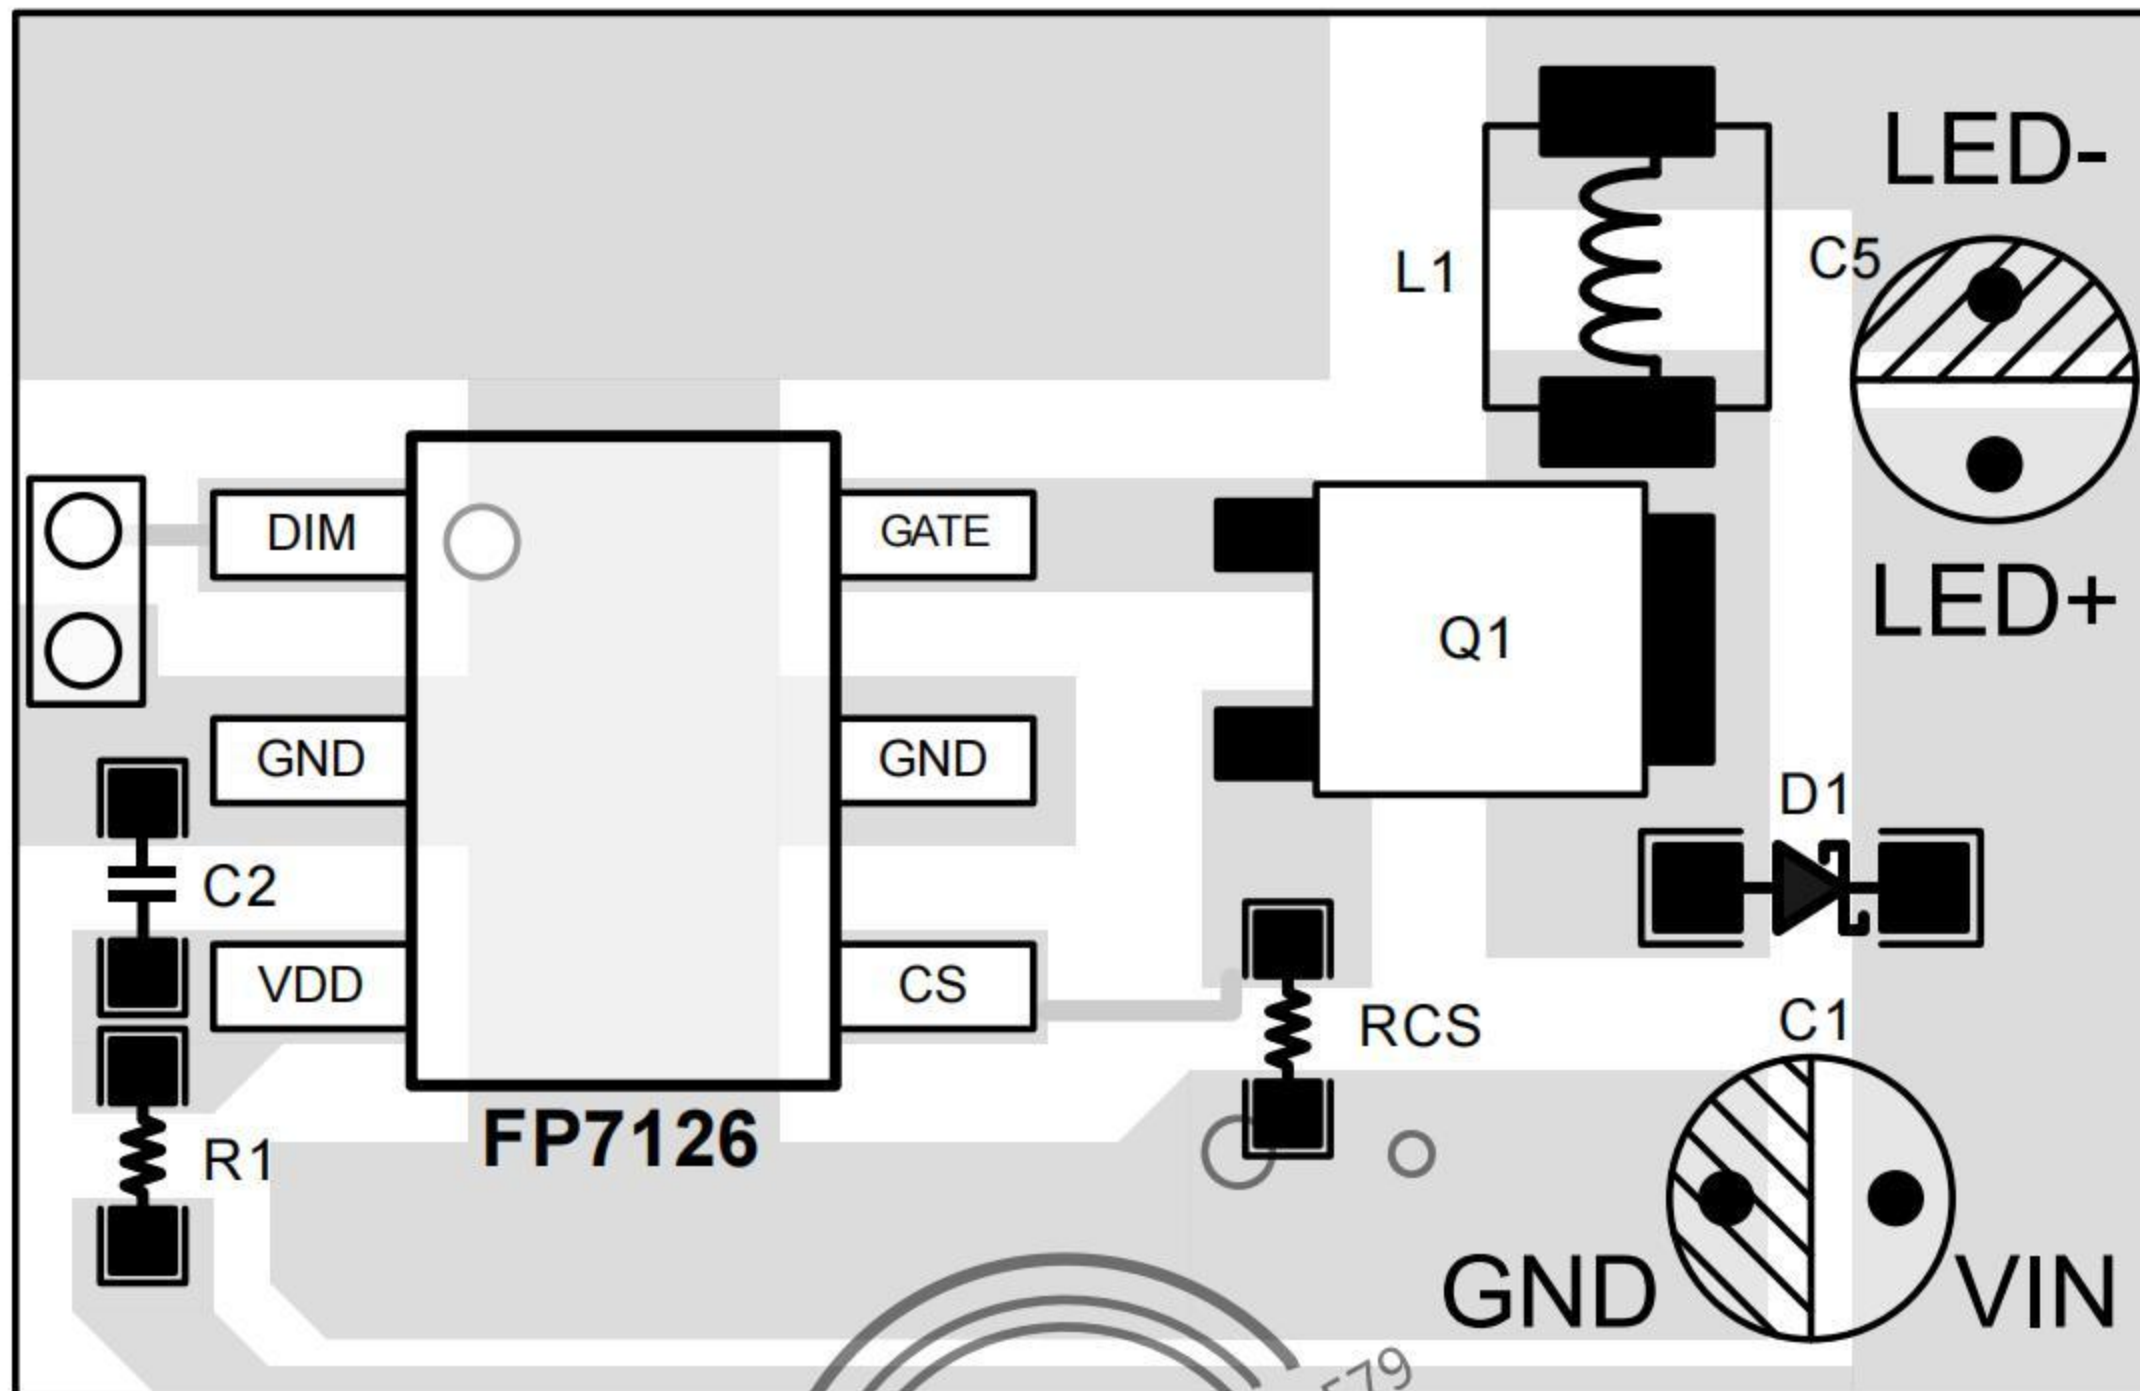 LED-
C5
L1
DIM
GATE
Q1
LED+
GND
GND
D1
C2
VDD
CS
RCS
C1
FP7126
R1
GND
VIN